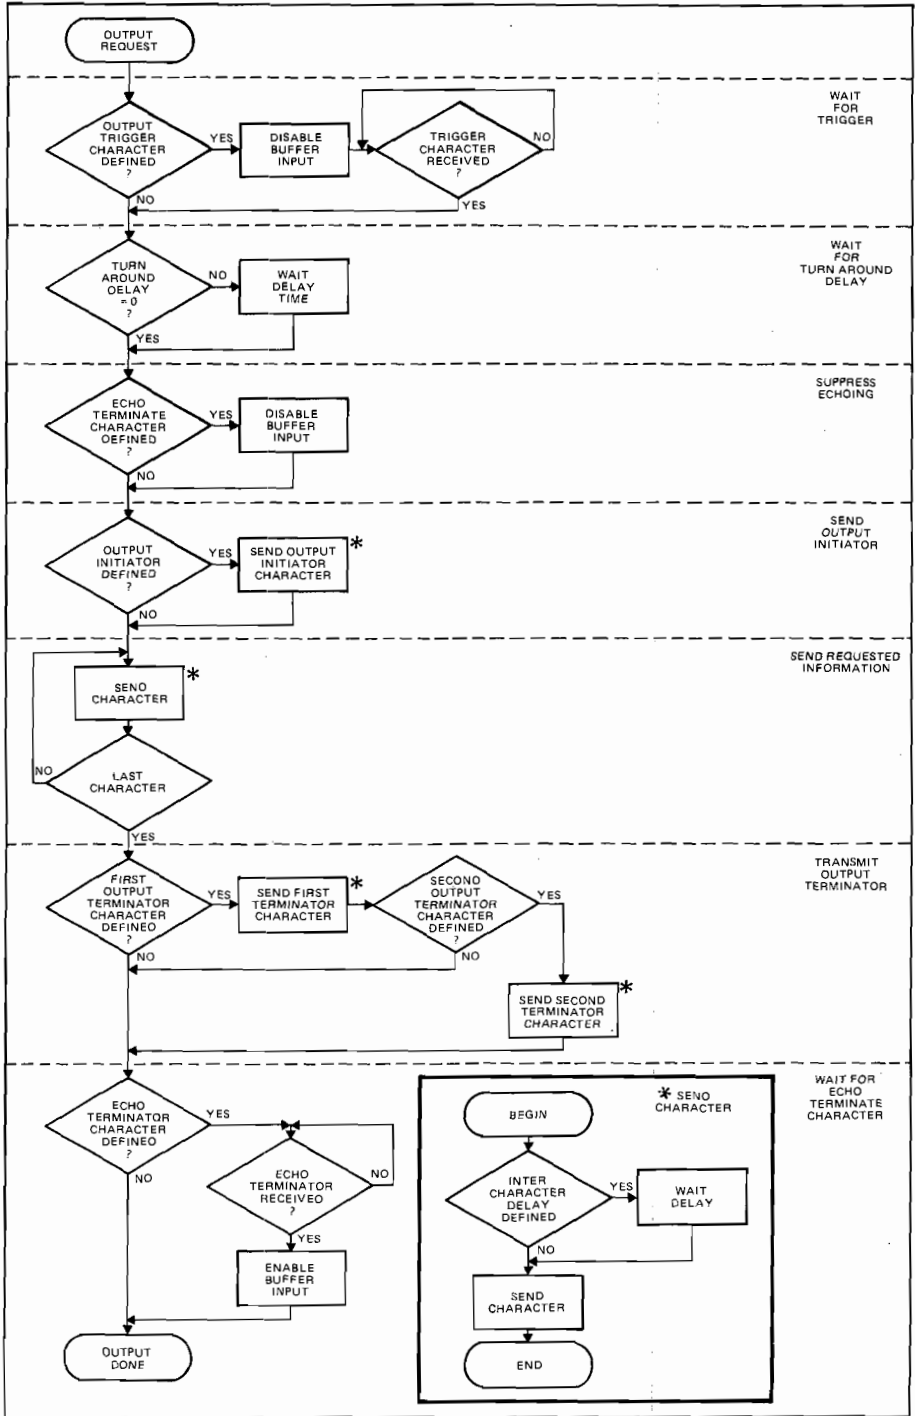 OUTPUT
REQUEST
WAIT
FOR
TRIGGER
OUTPUT
TRIGGER
CHARACTER
DEFINED
?
YES
DISABLE
BUFFER
INPUT
TRIGGER
CHARACTER
RECEIVED
?
NO
NO
YES
WAIT
FOR
TURN AROUND
DELAY
TURN
AROUND
DELAY
=0
?
NO
WAIT
DELAY
TIME
YES
SUPPRESS
ECHOING
ECHO
TERMINATE
CHARACTER
DEFINED
?
YES
DISABLE
BUFFER
INPUT
NO
SEND
OUTPUT
INITIATOR
OUTPUT
INITIATOR
DEFINED
?
YES
SEND OUTPUT
INITIATOR
CHARACTER
*
NO
SEND REQUESTED
INFORMATION
SEND
CHARACTER
*
LAST
CHARACTER
NO
YES
TRANSMIT
OUTPUT
TERMINATOR
FIRST
OUTPUT
TERMINATOR
CHARACTER
DEFINED
?
YES
SEND FIRST
TERMINATOR
CHARACTER
*
SECOND
OUTPUT
TERMINATOR
CHARACTER
DEFINED
?
YES
NO
NO
SEND SECOND
TERMINATOR
CHARACTER
*
WAIT FOR
ECHO
TERMINATE
CHARACTER
ECHO
TERMINATOR
CHARACTER
DEFINED
?
YES
NO
ECHO
TERMINATOR
RECEIVED
?
NO
YES
ENABLE
BUFFER
INPUT
OUTPUT
DONE
* SEND
CHARACTER
BEGIN
INTER
CHARACTER
DELAY
DEFINED
YES
WAIT
DELAY
NO
SEND
CHARACTER
END